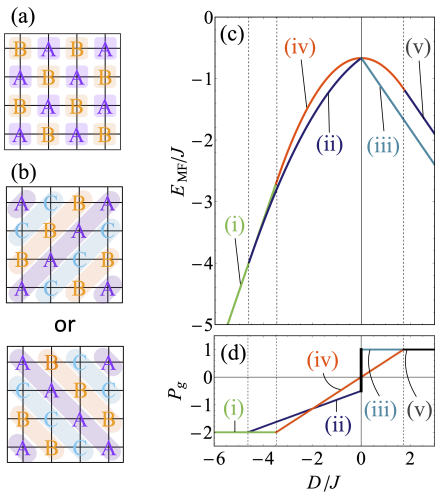 (a)
B A B A
A B A B
B A B A
A B A B
(b)
A C B A
C B A C
B A C B
A C B A
or
A B C A
C A B C
B C A B
A B C A
(c)
0
−1
−2
−3
−4
−5
E_MF/J
(iv)
(v)
(ii)
(iii)
(i)
(d)
1
0
−1
−2
P_g
(iv)
(i)
(ii)
(iii)
(v)
−6 −4 −2 0 2
D/J